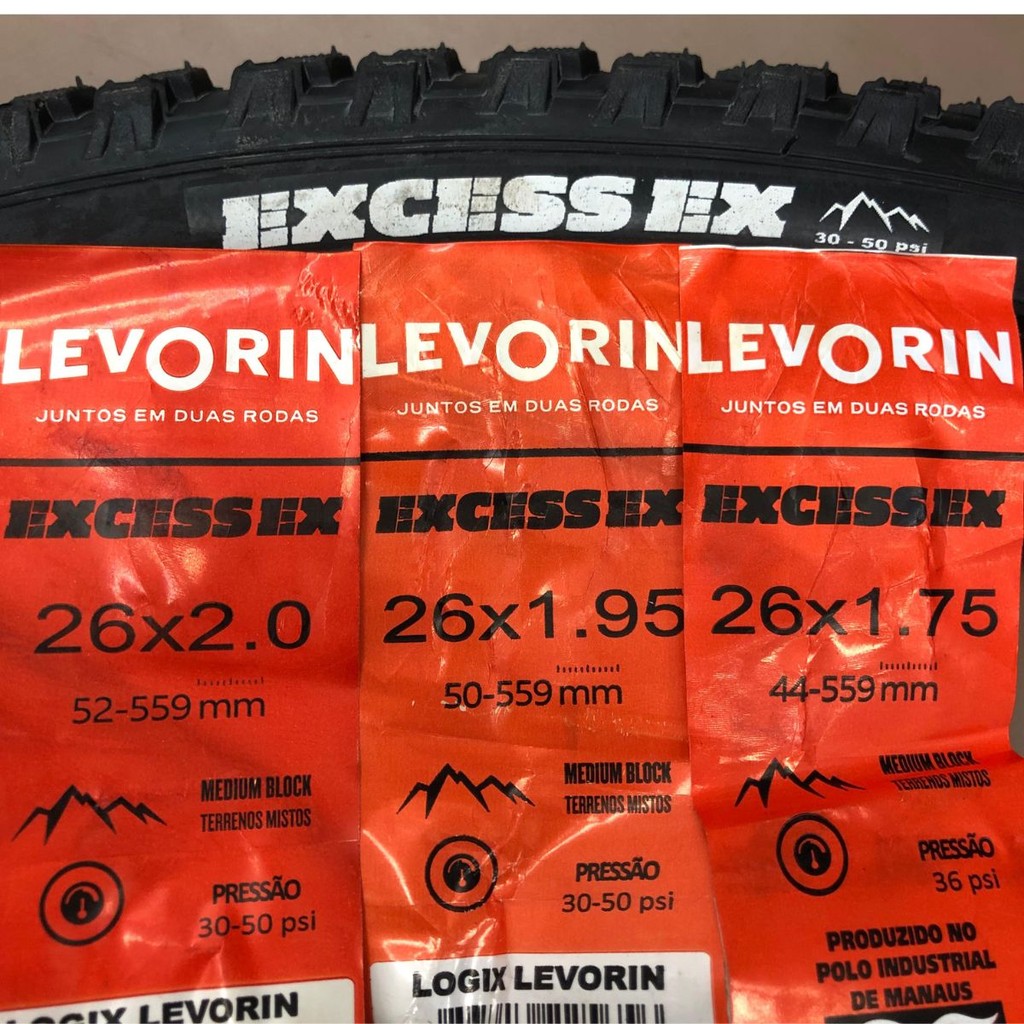 EXCESS EX
30 - 50 psi
LEVORIN
JUNTOS EM DUAS RODAS
EXCESS EX
26x2.0
52-559 mm
MEDIUM BLOCK
TERRENOS MISTOS
PRESSÃO
30-50 psi
LOGIX LEVORIN
LEVORIN
JUNTOS EM DUAS RODAS
EXCESS EX
26x1.95
50-559 mm
MEDIUM BLOCK
TERRENOS MISTOS
PRESSÃO
30-50 psi
LOGIX LEVORIN
LEVORIN
JUNTOS EM DUAS RODAS
EXCESS EX
26x1.75
44-559 mm
MEDIUM BLOCK
TERRENOS MISTOS
PRESSÃO
36 psi
PRODUZIDO NO
POLO INDUSTRIAL
DE MANAUS